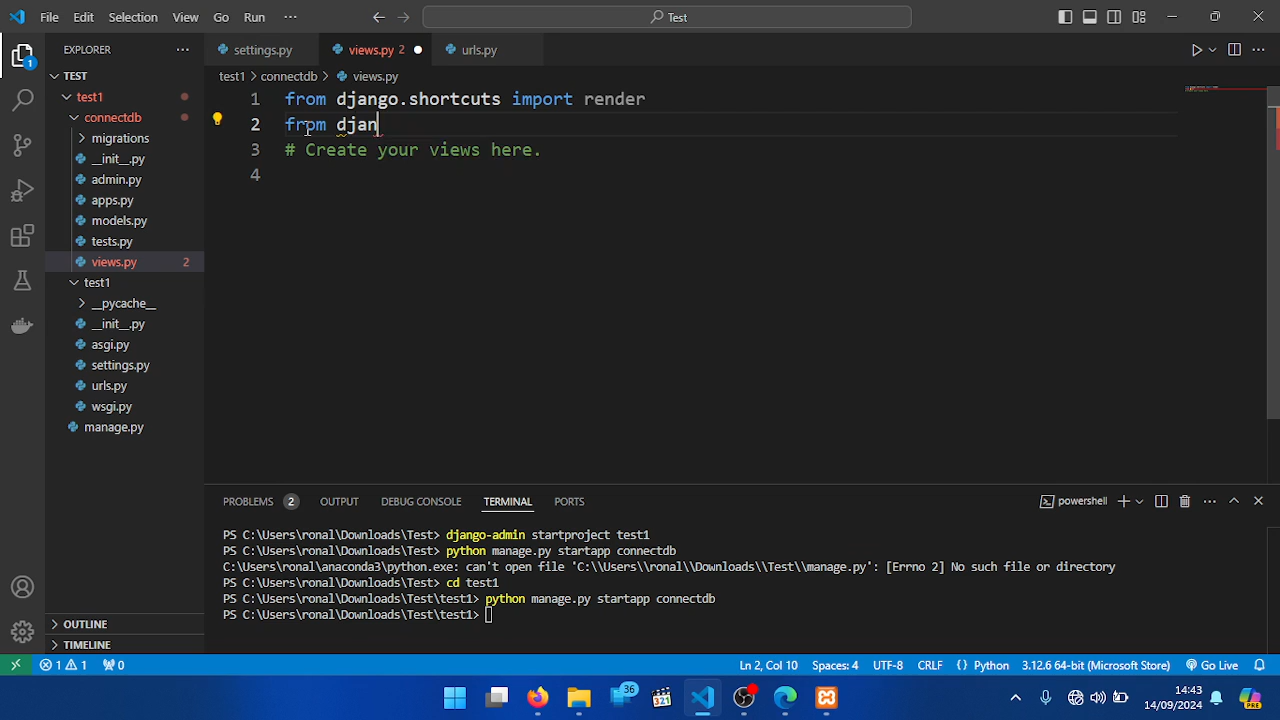 File Edit Selection View Go Run ··· Test
EXPLORER ···
settings.py views.py 2 urls.py
TEST
test1 > connectdb > views.py
test1
connectdb
migrations
__init__.py
admin.py
apps.py
models.py
tests.py
views.py 2
test1
__pycache__
__init__.py
asgi.py
settings.py
urls.py
wsgi.py
manage.py
OUTLINE
TIMELINE
1 from django.shortcuts import render
2 from djan
3 # Create your views here.
4
PROBLEMS 2 OUTPUT DEBUG CONSOLE TERMINAL PORTS powershell
PS C:\Users\ronal\Downloads\Test> django-admin startproject test1
PS C:\Users\ronal\Downloads\Test> python manage.py startapp connectdb
C:\Users\ronal\anaconda3\python.exe: can't open file 'C:\\Users\\ronal\\Downloads\\Test\\manage.py': [Errno 2] No such file or directory
PS C:\Users\ronal\Downloads\Test> cd test1
PS C:\Users\ronal\Downloads\Test\test1> python manage.py startapp connectdb
PS C:\Users\ronal\Downloads\Test\test1>
1 1 0 Ln 2, Col 10 Spaces: 4 UTF-8 CRLF {} Python 3.12.6 64-bit (Microsoft Store) Go Live
36 321 PRE
14:43
14/09/2024
1